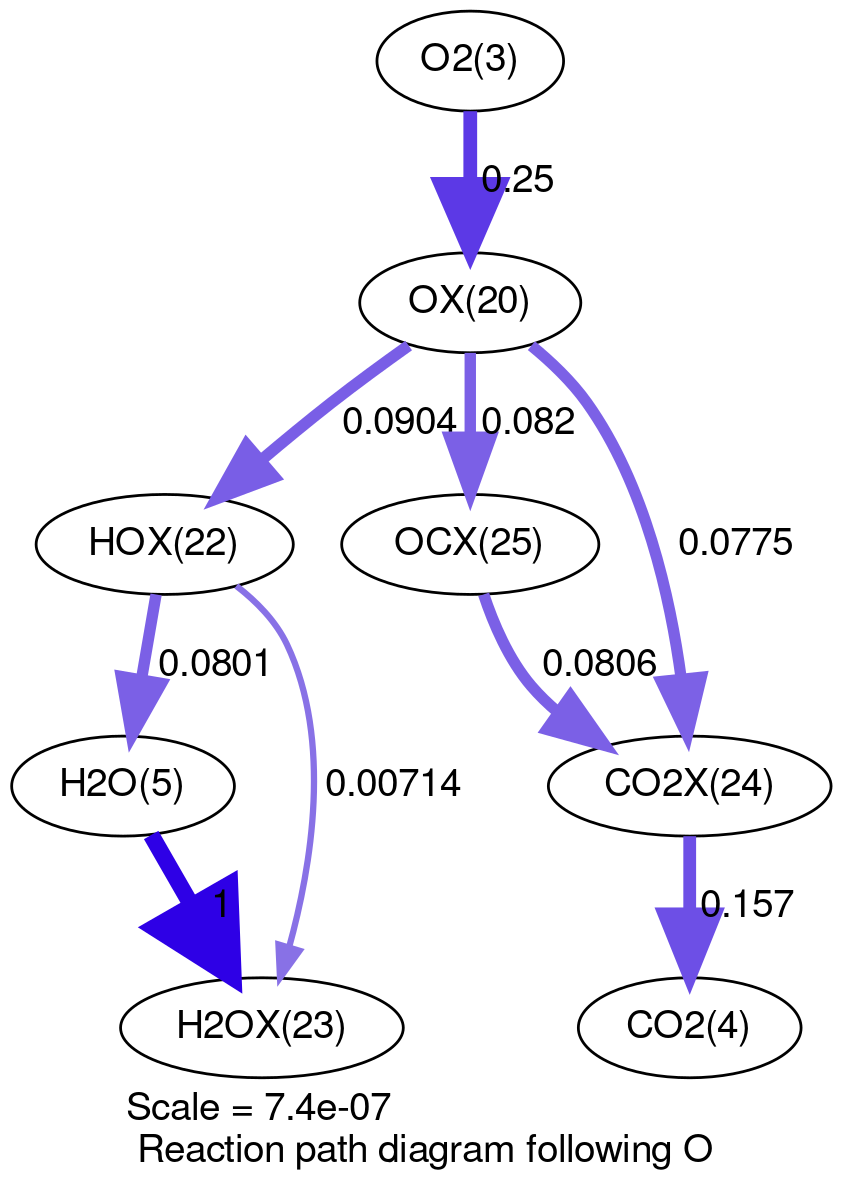 O2(3)
0.25
OX(20)
0.0904
0.082
HOX(22)
OCX(25)
0.0775
0.0801
0.0806
H2O(5)
0.00714
CO2X(24)
1
0.157
H2OX(23)
CO2(4)
Scale = 7.4e-07
Reaction path diagram following O